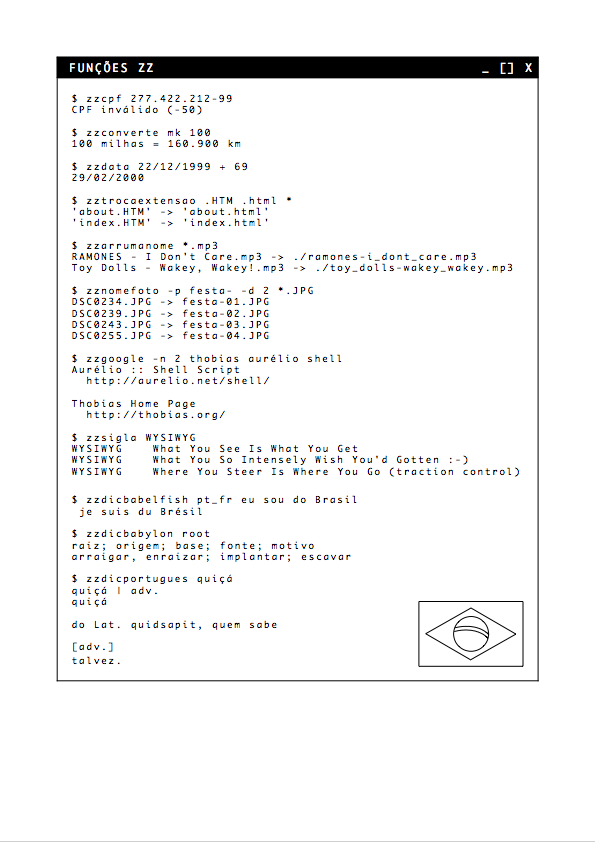 FUNÇÕES ZZ _ [] X
$ zzcpf 277.422.212-99
CPF inválido (-50)
$ zzconverte mk 100
100 milhas = 160.900 km
$ zzdata 22/12/1999 + 69
29/02/2000
$ zztrocaextensao .HTM .html *
'about.HTM' -> 'about.html'
'index.HTM' -> 'index.html'
$ zzarrumanome *.mp3
RAMONES - I Don't Care.mp3 -> ./ramones-i_dont_care.mp3
Toy Dolls - Wakey, Wakey!.mp3 -> ./toy_dolls-wakey_wakey.mp3
$ zznomefoto -p festa- -d 2 *.JPG
DSC0234.JPG -> festa-01.JPG
DSC0239.JPG -> festa-02.JPG
DSC0243.JPG -> festa-03.JPG
DSC0255.JPG -> festa-04.JPG
$ zzgoogle -n 2 thobias aurélio shell
Aurélio :: Shell Script
http://aurelio.net/shell/
Thobias Home Page
http://thobias.org/
$ zzsigla WYSIWYG
WYSIWYG What You See Is What You Get
WYSIWYG What You So Intensely Wish You'd Gotten :-)
WYSIWYG Where You Steer Is Where You Go (traction control)
$ zzdicbabelfish pt_fr eu sou do Brasil
je suis du Brésil
$ zzdicbabylon root
raiz; origem; base; fonte; motivo
arraigar, enraizar; implantar; escavar
$ zzdicportugues quiçá
quiçá | adv.
quiçá
do Lat. quidsapit, quem sabe
[adv.]
talvez.